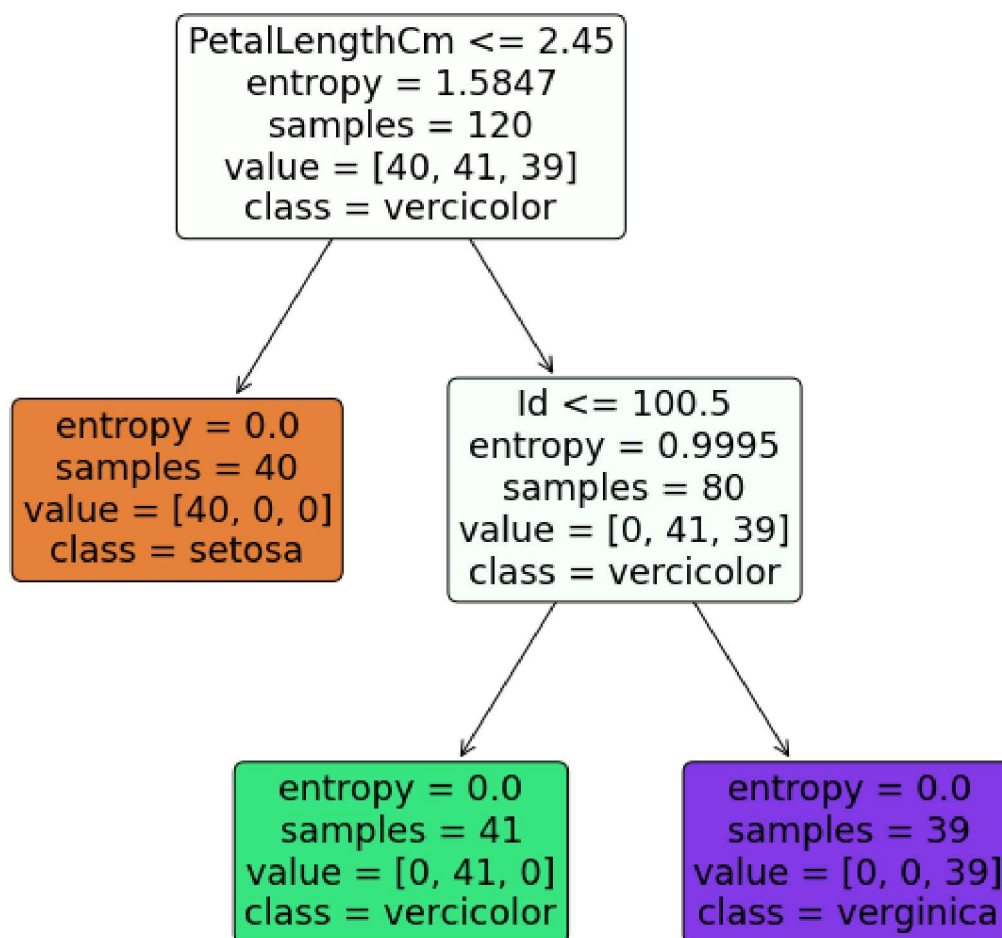 PetalLengthCm <= 2.45
entropy = 1.5847
samples = 120
value = [40, 41, 39]
class = vercicolor
entropy = 0.0
samples = 40
value = [40, 0, 0]
class = setosa
Id <= 100.5
entropy = 0.9995
samples = 80
value = [0, 41, 39]
class = vercicolor
entropy = 0.0
samples = 41
value = [0, 41, 0]
class = vercicolor
entropy = 0.0
samples = 39
value = [0, 0, 39]
class = verginica